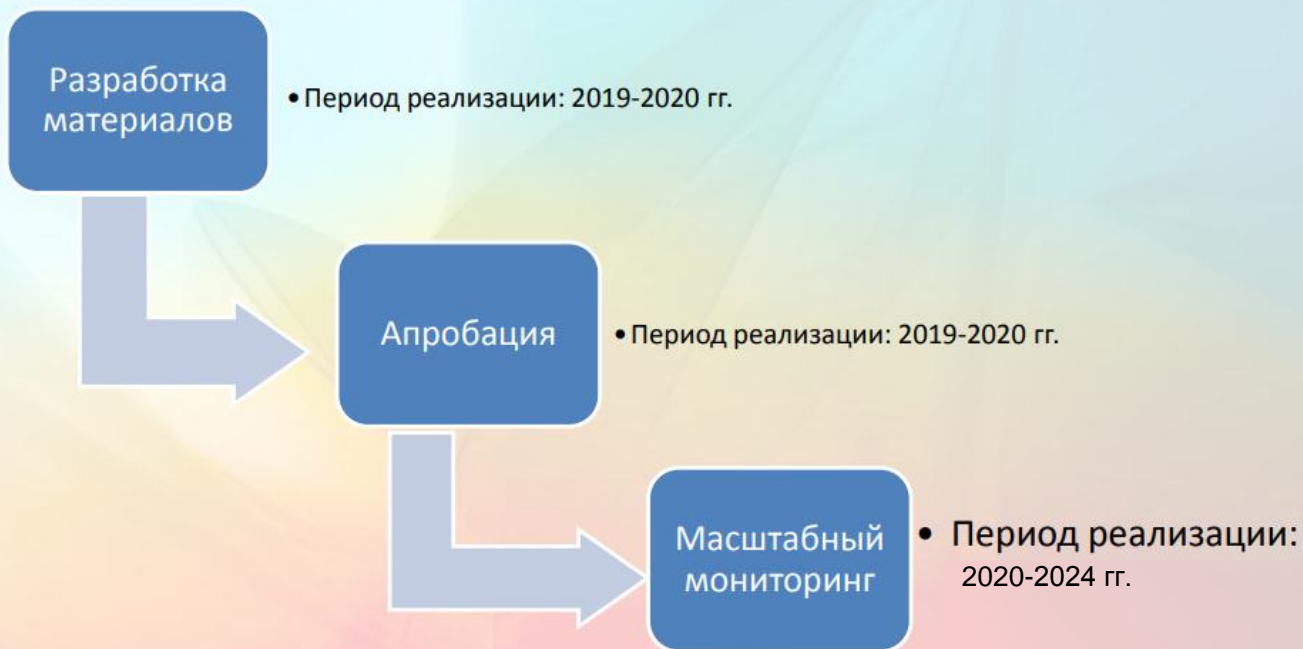 Разработка
материалов
• Период реализации: 2019-2020 гг.
Апробация
• Период реализации: 2019-2020 гг.
Масштабный
мониторинг
• Период реализации:
2020-2024 гг.